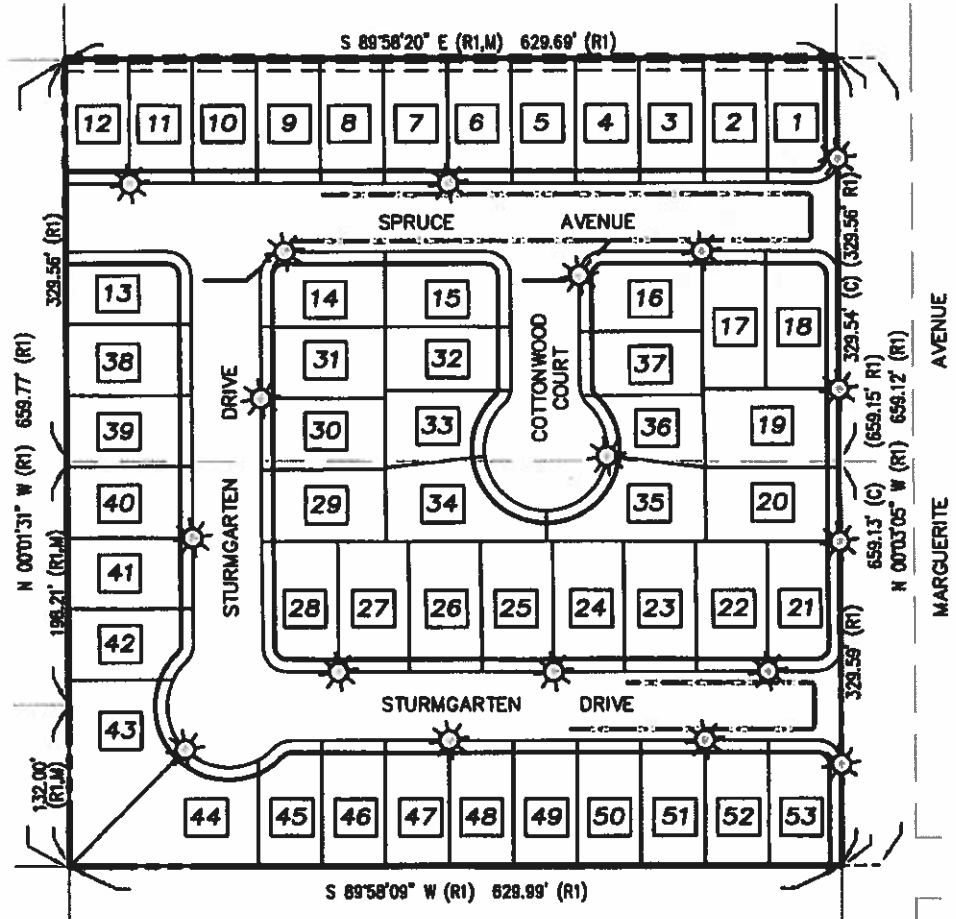 S 89°58'20" E (R1,M) 629.69' (R1)
12 11 10 9 8 7 6 5 4 3 2 1
SPRUCE AVENUE
329.56' (R1)
(329.56' R1)
329.54' (C)
13 14 15 16 17 18
38 31 32 37
DRIVE
COTTONWOOD
COURT
AVENUE
N 00°01'31" W (R1) 659.77' (R1)
(659.15' R1)
659.13' (C)
N 00°03'05" W (R1) 659.12' (R1)
39 30 33 36 19
40 29 34 35 20
STURMGARTEN
MARGUERITE
198.21' (R1,M)
41
28 27 26 25 24 23 22 21
42
329.59' (R1)
STURMGARTEN DRIVE
43
132.00'
(R1,M)
44 45 46 47 48 49 50 51 52 53
S 89°58'09" W (R1) 629.99' (R1)